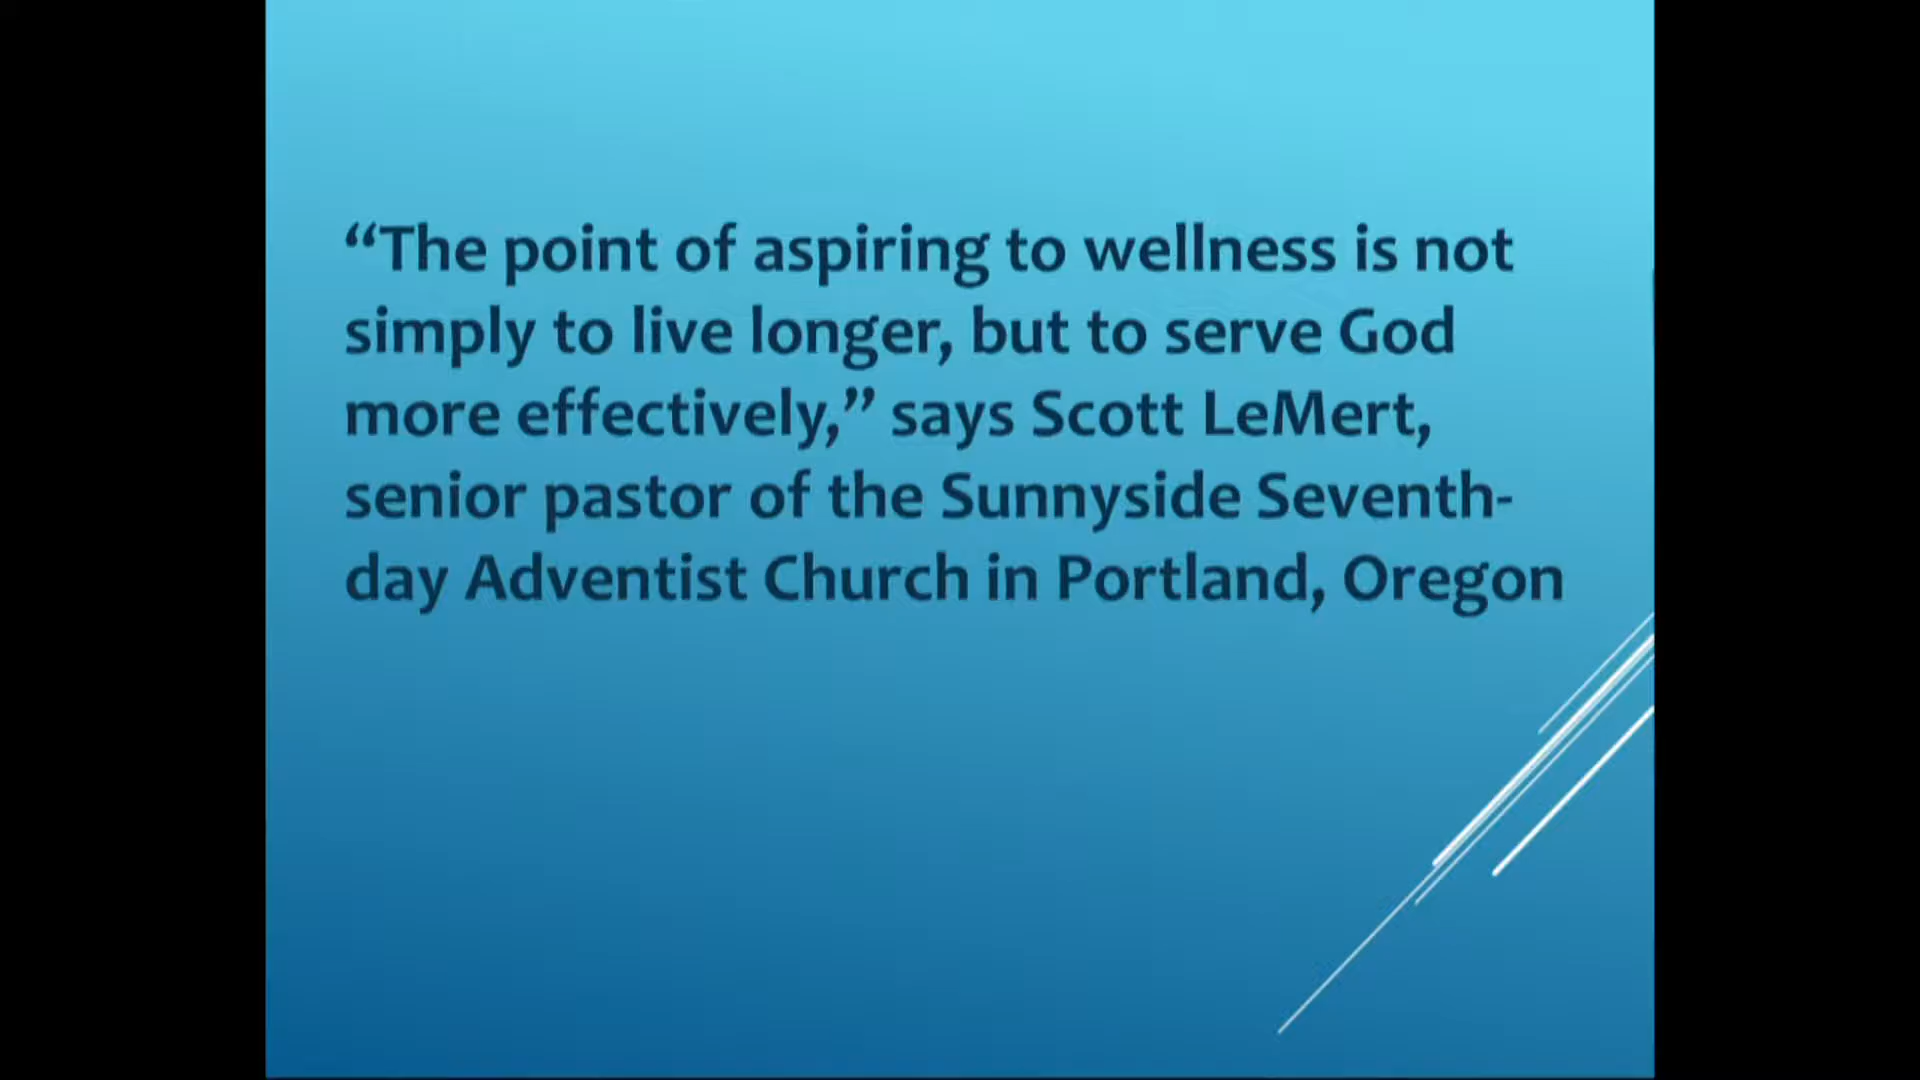 “The point of aspiring to wellness is not
simply to live longer, but to serve God
more effectively,” says Scott LeMert,
senior pastor of the Sunnyside Seventh-
day Adventist Church in Portland, Oregon